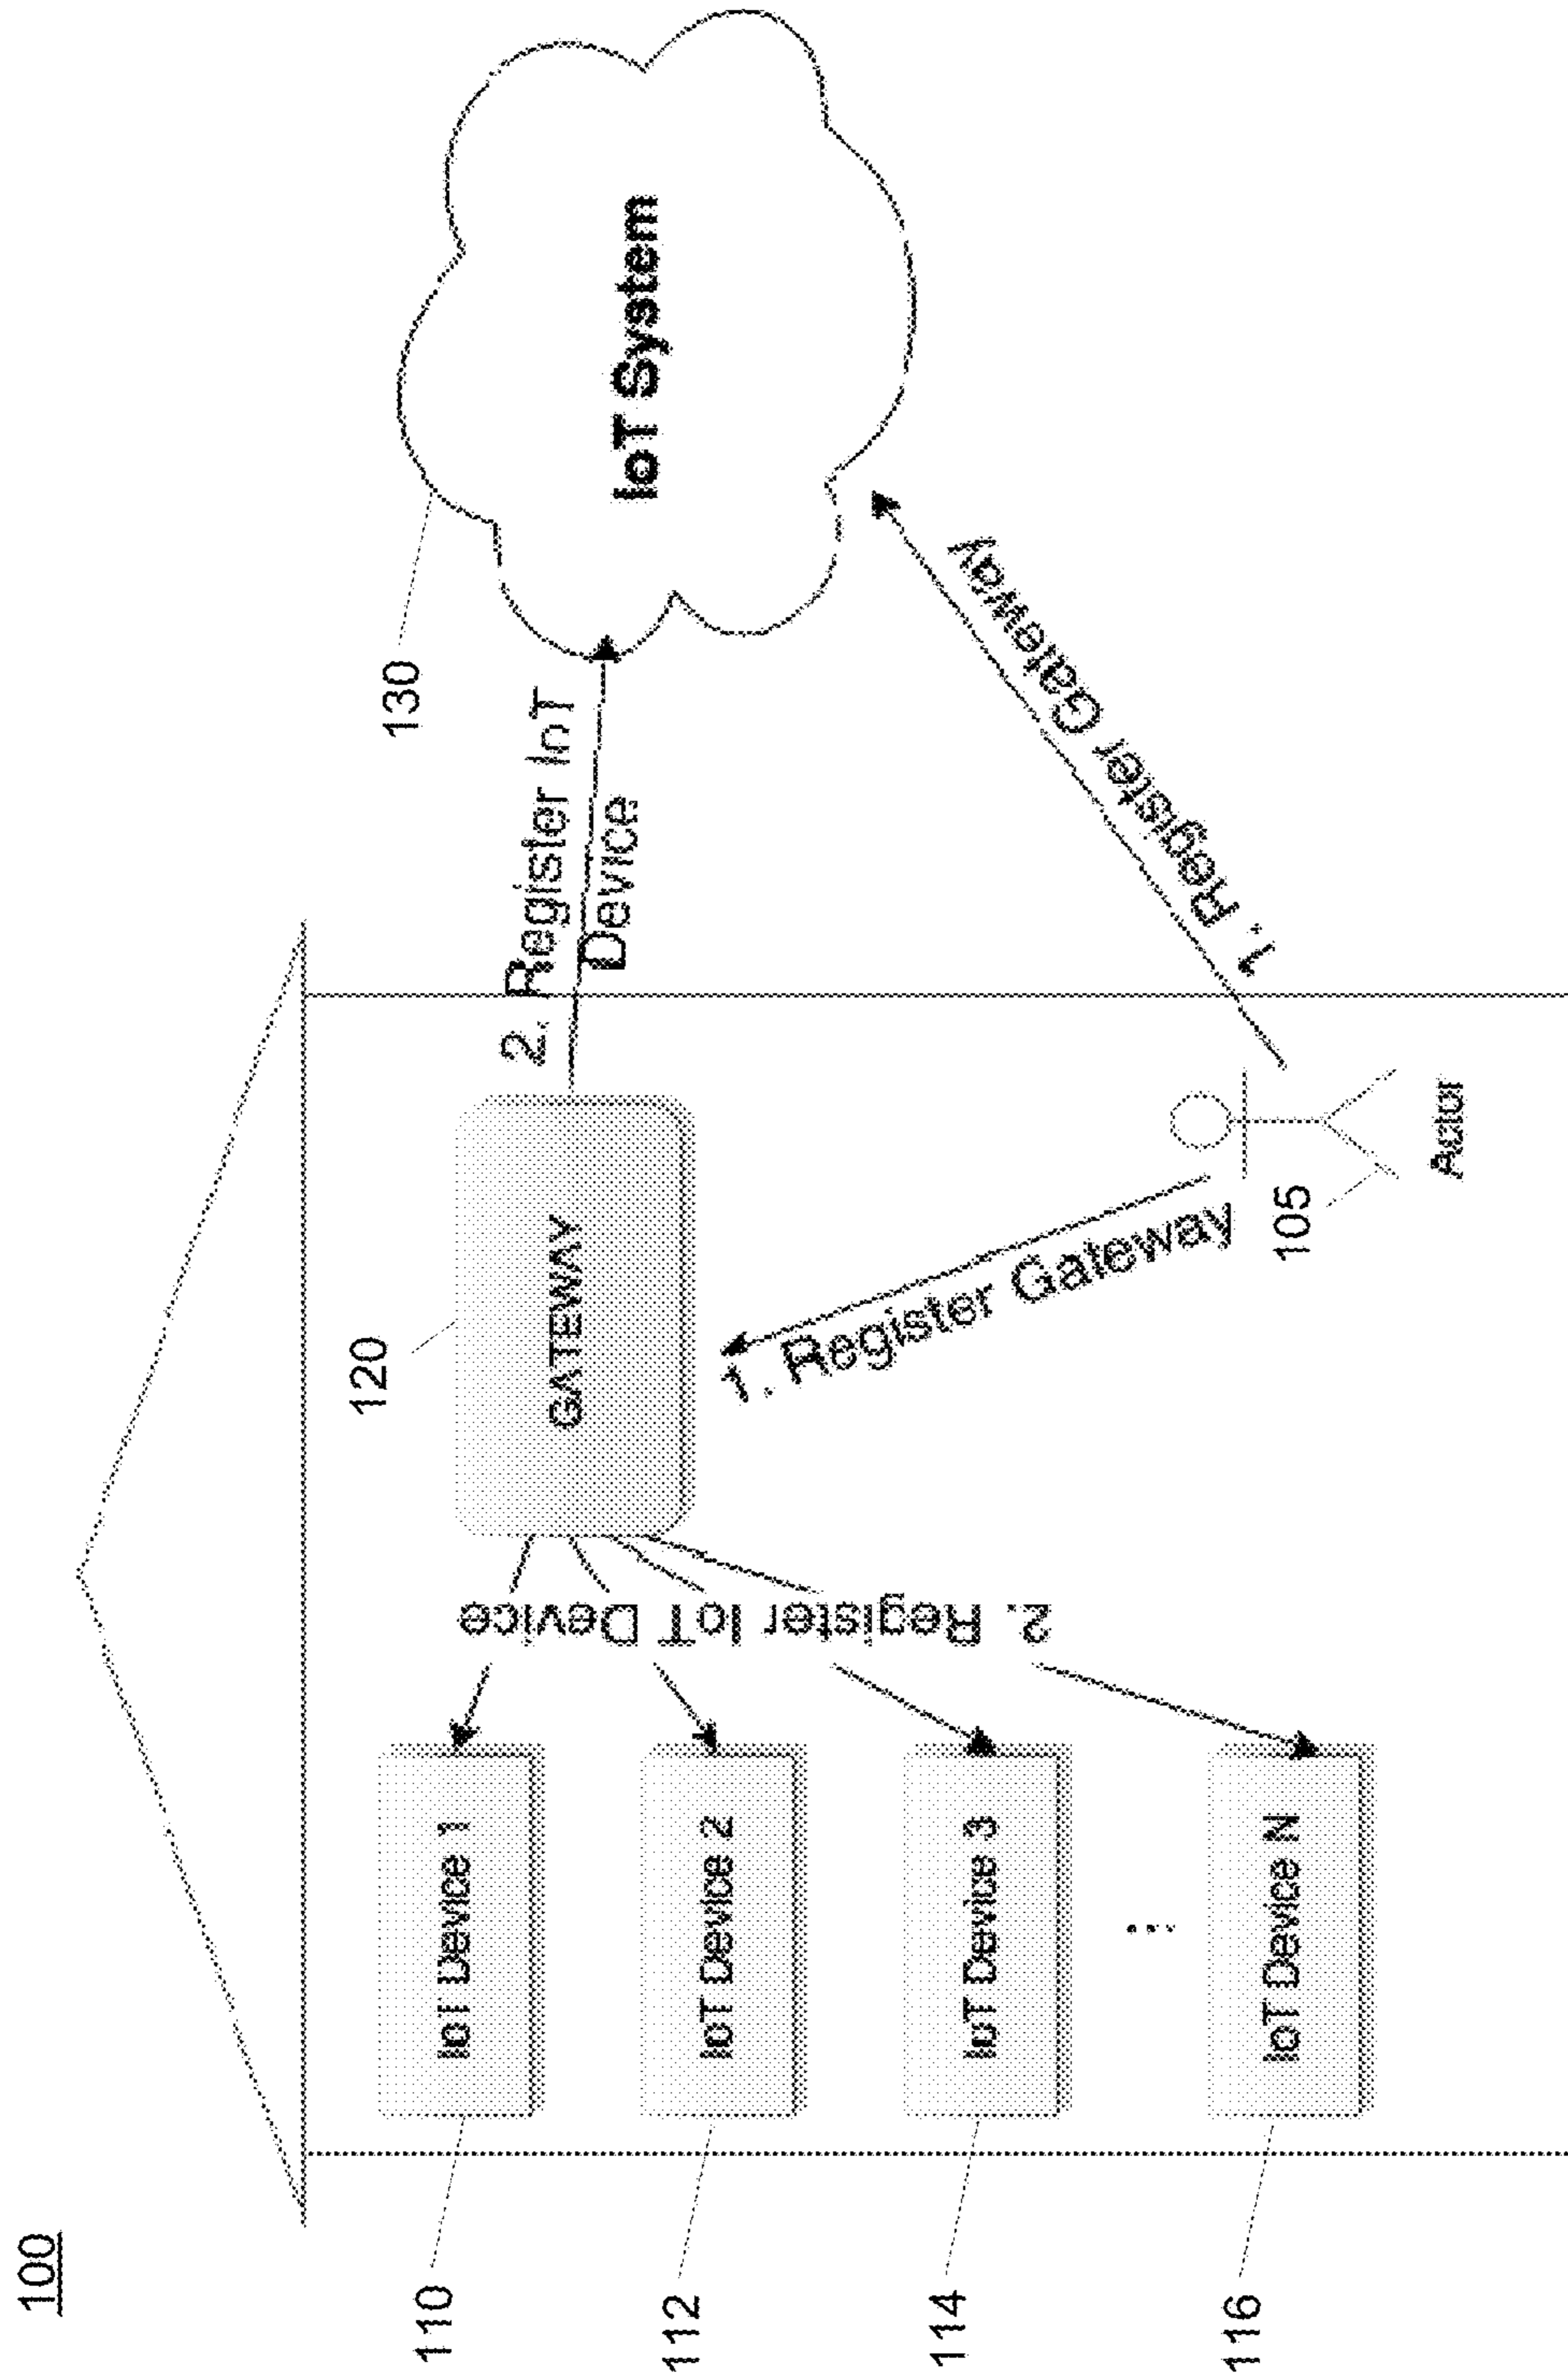 100
110
IoT Device 1
112
IoT Device 2
114
IoT Device 3
...
116
IoT Device N
2. Register IoT Device
120
GATEWAY
1. Register Gateway
105
Actor
2. Register IoT
Device
1. Register Gateway
130
IoT System